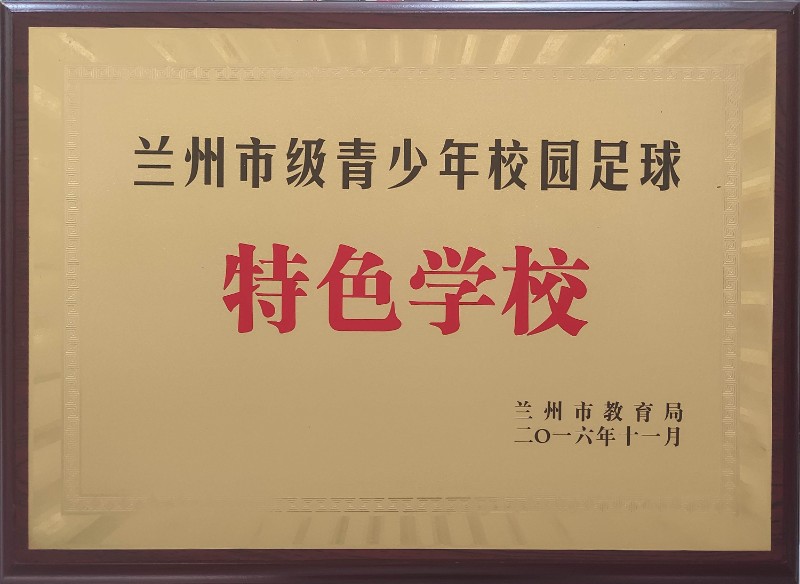 兰州市级青少年校园足球
特色学校
兰州市教育局
二〇一六年十一月